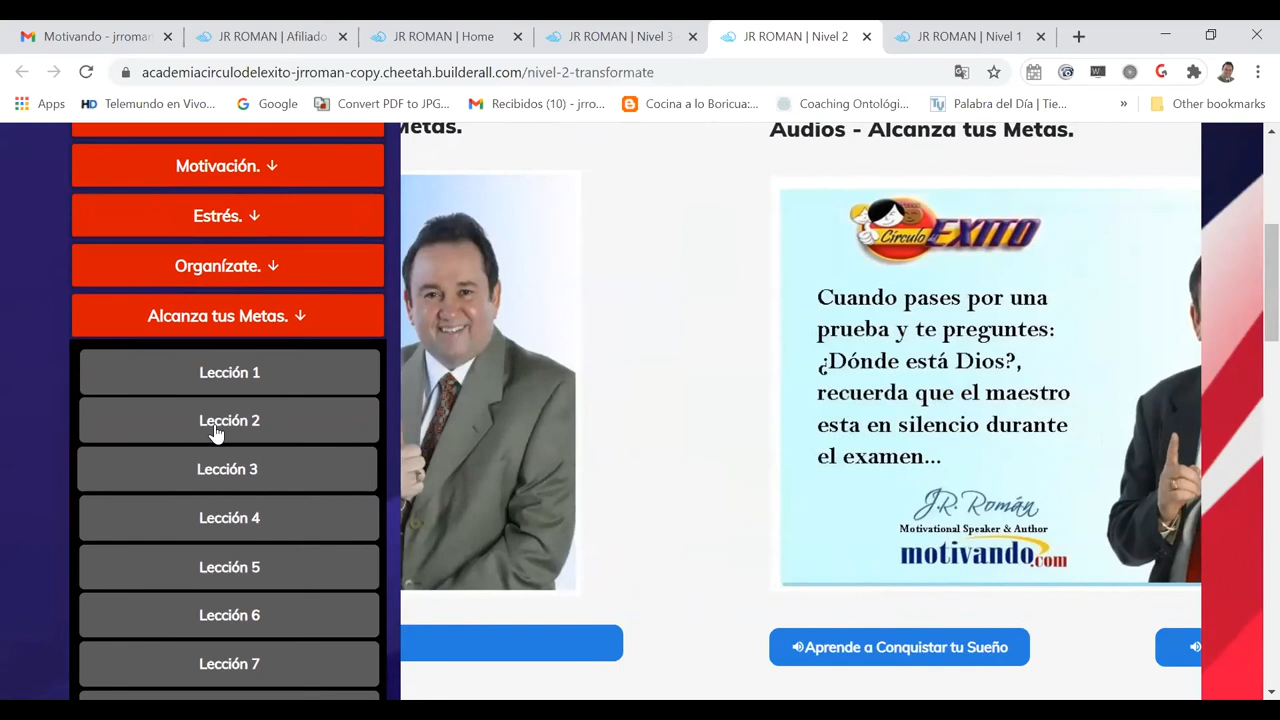 Motivando - jrroman
JR ROMAN | Afiliado
JR ROMAN | Home
JR ROMAN | Nivel 3 -
JR ROMAN | Nivel 2
JR ROMAN | Nivel 1
academiacirculodelexito-jrroman-copy.cheetah.builderall.com/nivel-2-transformate
Apps
Telemundo en Vivo...
Google
Convert PDF to JPG...
Recibidos (10) - jrro...
Cocina a lo Boricua:...
Coaching Ontológi...
Palabra del Día | Tie...
»
Other bookmarks
Metas.
Audios - Alcanza tus Metas.
Motivación. ↓
Estrés. ↓
Organízate. ↓
Alcanza tus Metas. ↓
Lección 1
Lección 2
Lección 3
Lección 4
Lección 5
Lección 6
Lección 7
Círculo EXITO
Cuando pases por una
prueba y te preguntes:
¿Dónde está Dios?,
recuerda que el maestro
esta en silencio durante
el examen...
J.R. Román
Motivational Speaker & Author
motivando.com
Aprende a Conquistar tu Sueño